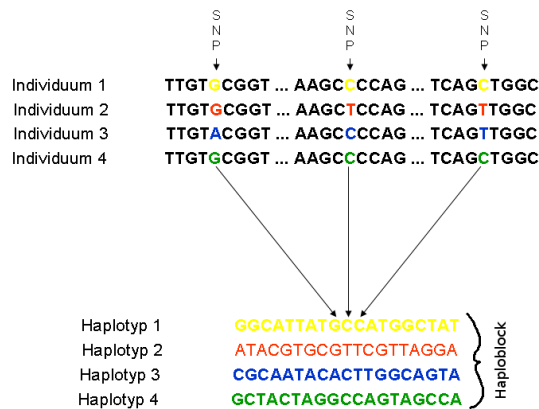 S S S
N N N
P P P
Individuum 1 TTGTGCGGT ... AAGCCCCAG ... TCAGCTGGC
Individuum 2 TTGTGCGGT ... AAGCTCCAG ... TCAGTTGGC
Individuum 3 TTGTACGGT ... AAGCCCCAG ... TCAGTTGGC
Individuum 4 TTGTGCGGT ... AAGCCCCAG ... TCAGCTGGC
Haplotyp 1 GGCATTATGCCATGGCTAT
Haplotyp 2 ATACGTGCGTTCGTTAGGA
Haplotyp 3 CGCAATACACTTGGCAGTA
Haplotyp 4 GCTACTAGGCCAGTAGCCA
Haploblock